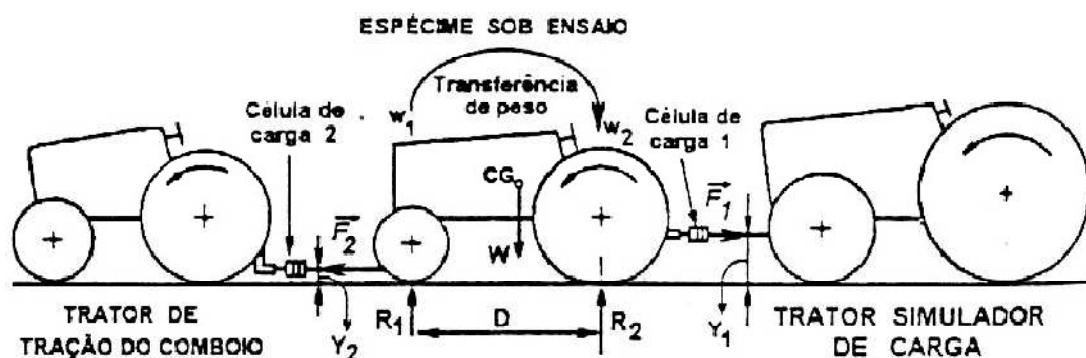 ESPÉCIME SOB ENSAIO
Transferência
de peso
Célula de
carga 2
w1
w2
Célula de
carga 1
CG
W
F2
F1
R1
D
R2
Y2
Y1
TRATOR DE
TRAÇÃO DO COMBOIO
TRATOR SIMULADOR
DE CARGA